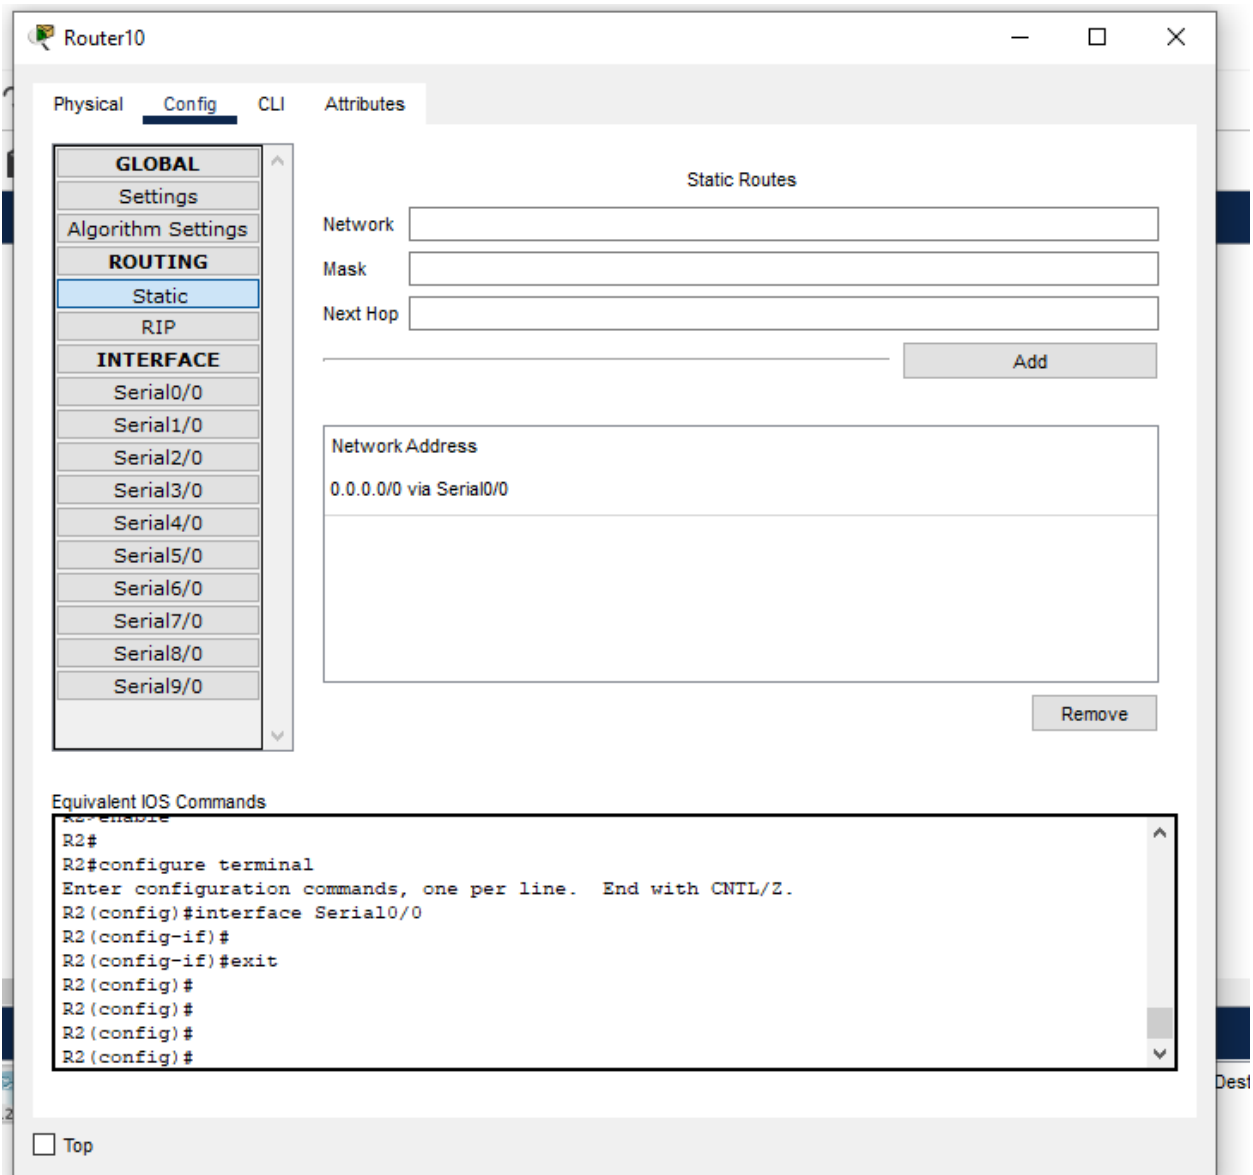 Router10
Physical Config CLI Attributes
GLOBAL
Settings
Algorithm Settings
ROUTING
Static
RIP
INTERFACE
Serial0/0
Serial1/0
Serial2/0
Serial3/0
Serial4/0
Serial5/0
Serial6/0
Serial7/0
Serial8/0
Serial9/0
Static Routes
Network
Mask
Next Hop
Add
Network Address
0.0.0.0/0 via Serial0/0
Remove
Equivalent IOS Commands
R2>enable
R2#
R2#configure terminal
Enter configuration commands, one per line. End with CNTL/Z.
R2(config)#interface Serial0/0
R2(config-if)#
R2(config-if)#exit
R2(config)#
R2(config)#
R2(config)#
R2(config)#
Top